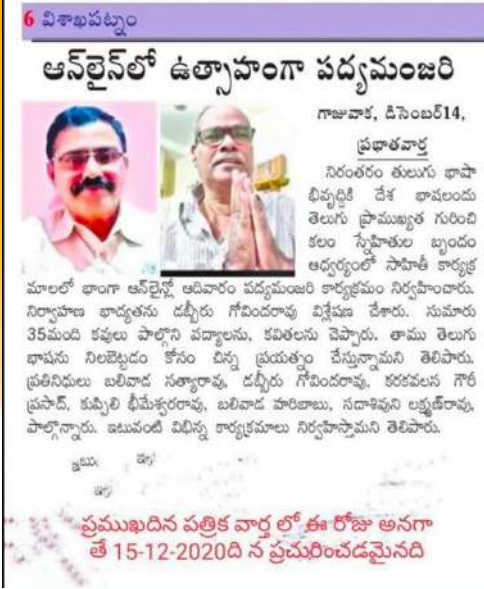 6 విశాఖపట్నం
ఆన్‌లైన్‌లో ఉత్సాహంగా పద్యమంజరి
గాజువాక, డిసెంబర్14,
ప్రభాతవార్త
నిరంతరం తెలుగు భాషా
భివృద్ధికి దేశ భాషలందు
తెలుగు ప్రాముఖ్యత గురించి
కలం స్నేహితుల బృందం
ఆధ్వర్యంలో సాహితీ కార్యక్ర
మాలలో భాంగా ఆన్‌లైన్లో ఆదివారం పద్యమంజరి కార్యక్రమం నిర్వహించారు.
నిర్వాహణ భాద్యతను డబ్బీరు గోవిందరావు విశ్లేషణ చేశారు. సుమారు
35మంది కవులు పాల్గొని పద్యాలను, కవితలను చెప్పారు. తాము తెలుగు
భాషను నిలబెట్టడం కోసం చిన్న ప్రయత్నం చేస్తున్నామని తెలిపారు.
ప్రతినిధులు బలివాడ సత్యారావు, డబ్బీరు గోవిందరావు, కరకవలస గౌరీ
ప్రసాద్, కుప్పిలి భీమేశ్వరరావు, బలివాడ హరిబాబు, సదాశివుని లక్ష్మణ్‌రావు,
పాల్గొన్నారు. ఇటువంటి విభిన్న కార్యక్రమాలు నిర్వహిస్తామని తెలిపారు.
ప్రముఖదిన పత్రిక వార్త లో ఈ రోజు అనగా
తే 15-12-2020ది న ప్రచురించడమైనది